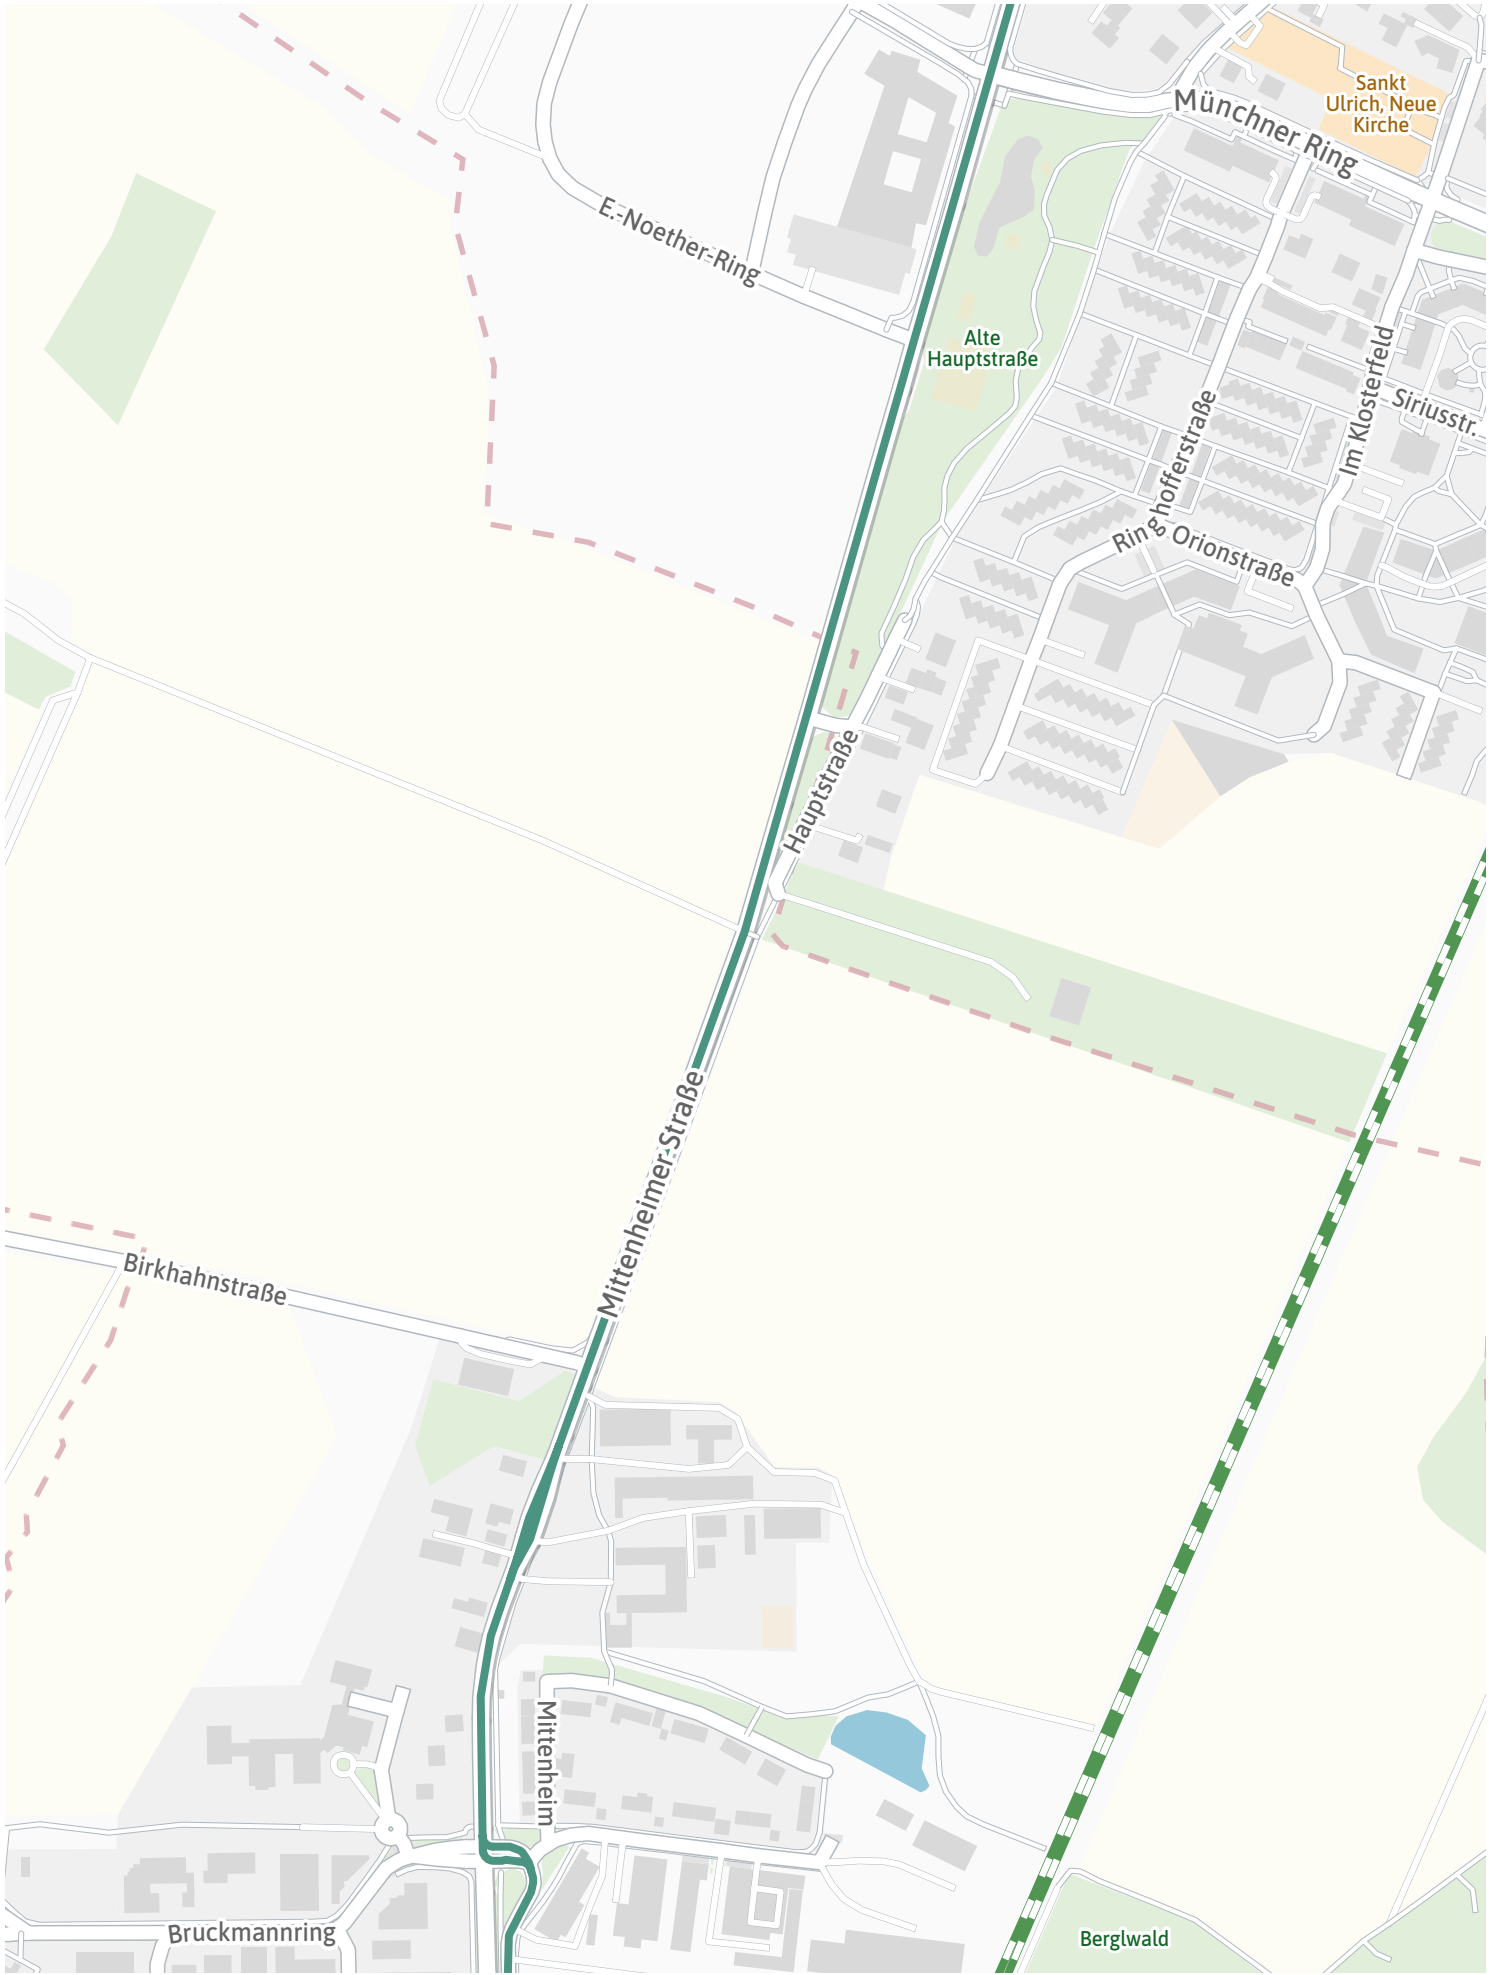 Sankt
Ulrich, Neue
Kirche
Münchner Ring
E.-Noether-Ring
Alte
Hauptstraße
Im Klosterfeld
Siriusstr.
Ringhofferstraße
Orionstraße
Hauptstraße
Mittenheimer Straße
Birkhahnstraße
Mittenheim
Bruckmannring
Berglwald